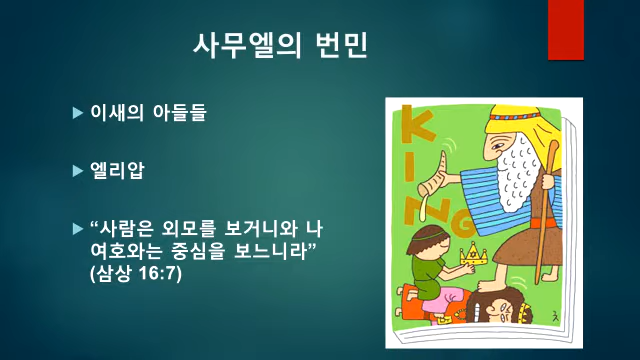 사무엘의 번민
이새의 아들들
엘리압
“사람은 외모를 보거니와 나
여호와는 중심을 보느니라”
(삼상 16:7)
KING